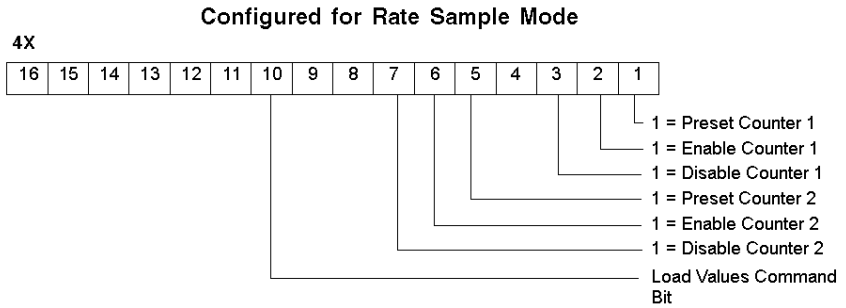 Configured for Rate Sample Mode
4X
16 15 14 13 12 11 10 9 8 7 6 5 4 3 2 1
1 = Preset Counter 1
1 = Enable Counter 1
1 = Disable Counter 1
1 = Preset Counter 2
1 = Enable Counter 2
1 = Disable Counter 2
Load Values Command
Bit